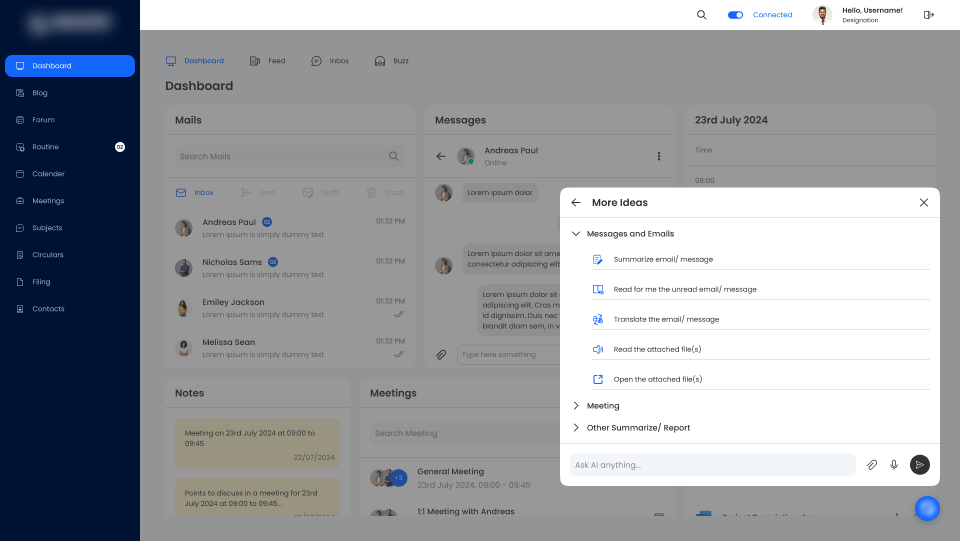 Hello, Username!
Connected
Designation
Dashboard
Blog
Forum
Routine
02
Calender
Meetings
Subjects
Circulars
Filing
Contacts
Dashboard
Feed
Inbox
Buzz
Dashboard
Mails
Search Mails
Inbox
Sent
Draft
Trash
Andreas Paul
02
01:32 PM
Lorem Ipsum is simply dummy text
Nicholas Sams
02
01:32 PM
Lorem Ipsum is simply dummy text
Emiley Jackson
01:32 PM
Lorem Ipsum is simply dummy text
Melissa Sean
01:32 PM
Lorem Ipsum is simply dummy text
Messages
Andreas Paul
Online
Lorem ipsum dolor
Lorem ipsum dolor sit ame
consectetur adipiscing elit
Lorem ipsum dolor sit
adipiscing elit. Cras m
id dignissim. Duis nec
blandit diam sem, in v
Type here something
23rd July 2024
Time
08:00
Notes
Meeting on 23rd July 2024 at 09:00 to
09:45
22/07/2024
Points to discuss in a meeting for 23rd
July 2024 at 09:00 to 09:45...
Meetings
Search Meeting
+3
General Meeting
23rd July 2024, 09:00 - 09:45
1:1 Meeting with Andreas
More Ideas
Messages and Emails
Summarize email/ message
Read for me the unread email/ message
Translate the email/ message
Read the attached file(s)
Open the attached file(s)
Meeting
Other Summarize/ Report
Ask AI anything...